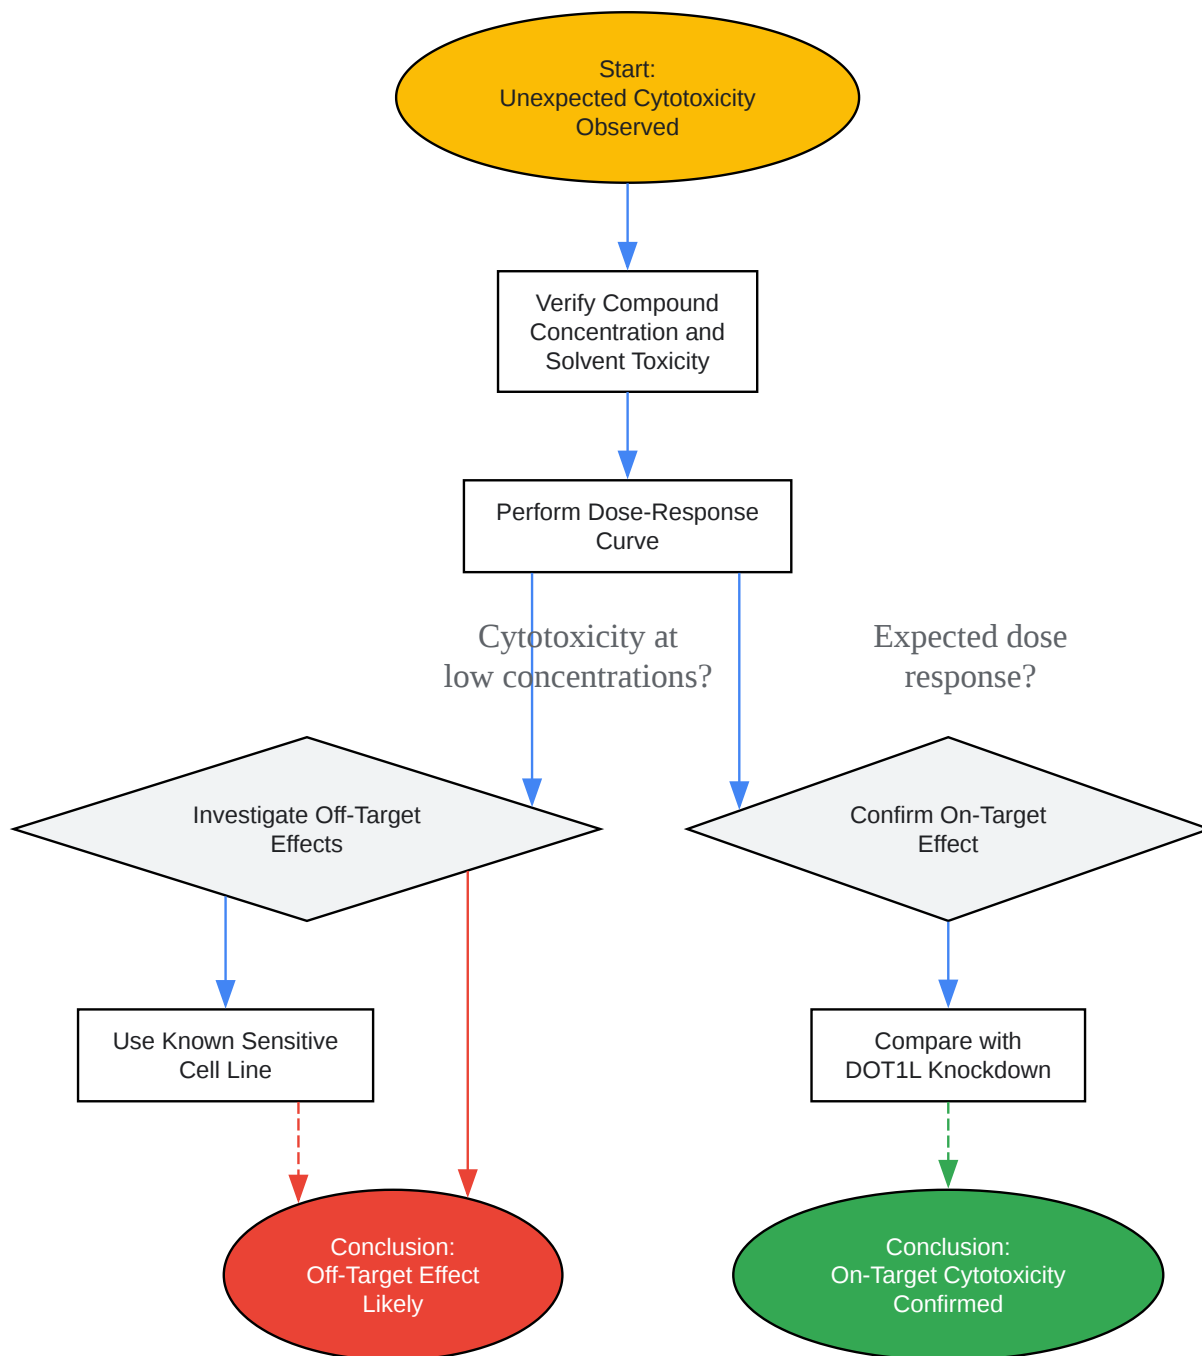 Start:
Unexpected Cytotoxicity
Observed
Verify Compound
Concentration and
Solvent Toxicity
Perform Dose-Response
Curve
Cytotoxicity at
low concentrations?
Expected dose
response?
Investigate Off-Target
Effects
Confirm On-Target
Effect
Use Known Sensitive
Cell Line
Compare with
DOT1L Knockdown
Conclusion:
Off-Target Effect
Likely
Conclusion:
On-Target Cytotoxicity
Confirmed